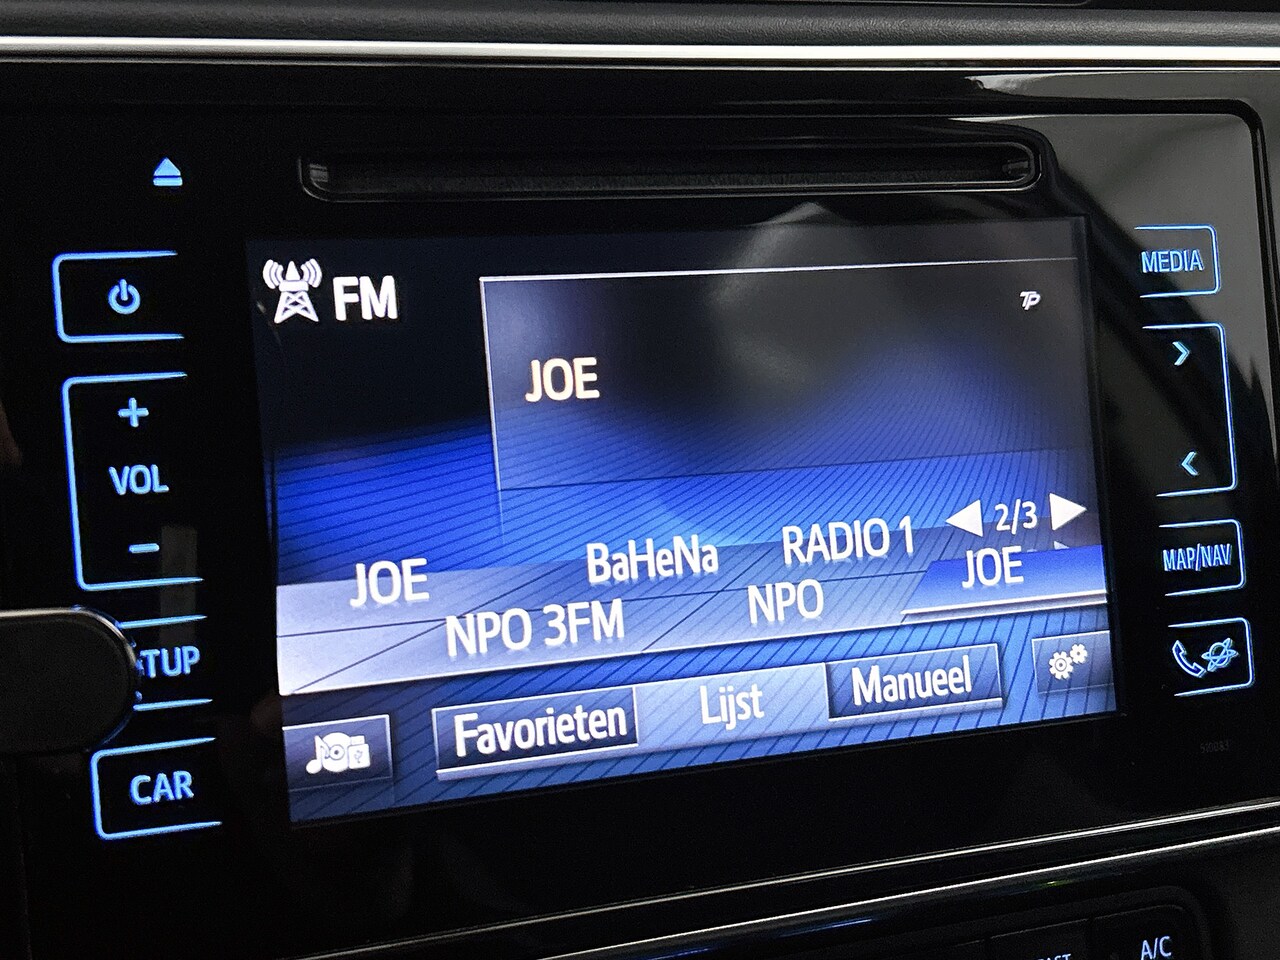 FM
TP
JOE
MEDIA
VOL
2/3
JOE
BaHeNa
RADIO 1
NPO 3FM
NPO
JOE
MAP/NAV
TUP
Favorieten
Lijst
Manueel
CAR
A/C